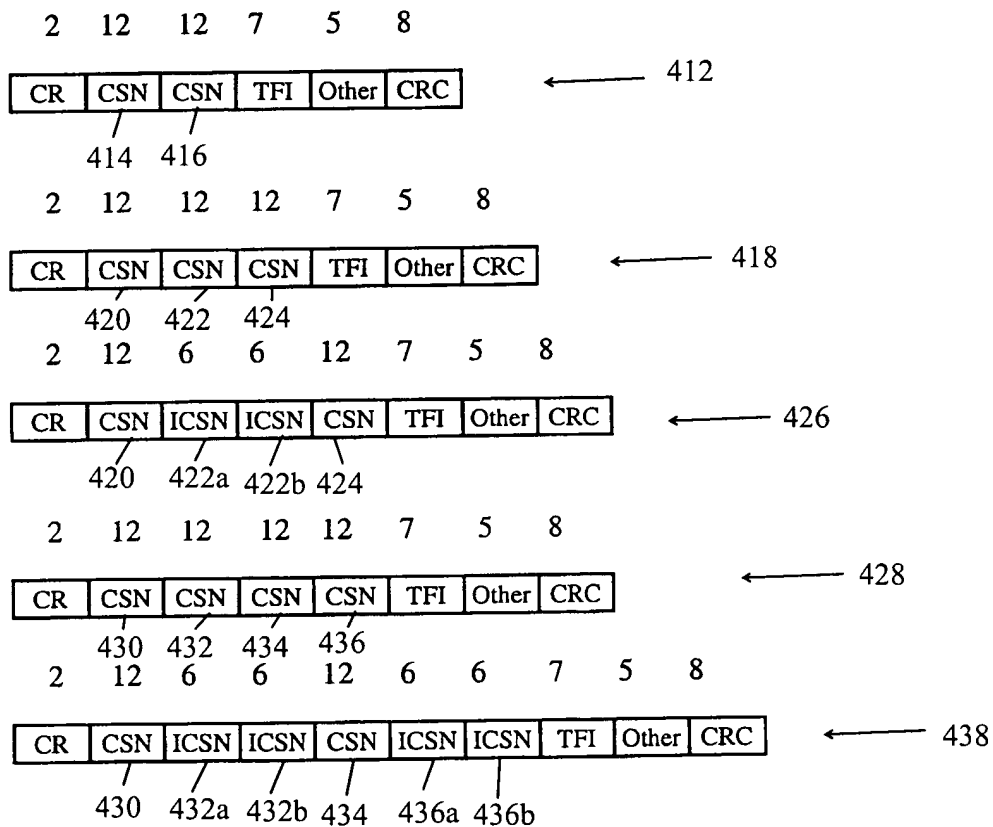 2 12 12 7 5 8
CR CSN CSN TFI Other CRC
412
414 416
2 12 12 12 7 5 8
CR CSN CSN CSN TFI Other CRC
418
420 422 424
2 12 6 6 12 7 5 8
CR CSN ICSN ICSN CSN TFI Other CRC
426
420 422a 422b 424
2 12 12 12 12 7 5 8
CR CSN CSN CSN CSN TFI Other CRC
428
430 432 434 436
2 12 6 6 12 6 6 7 5 8
CR CSN ICSN ICSN CSN ICSN ICSN TFI Other CRC
438
430 432a 432b 434 436a 436b